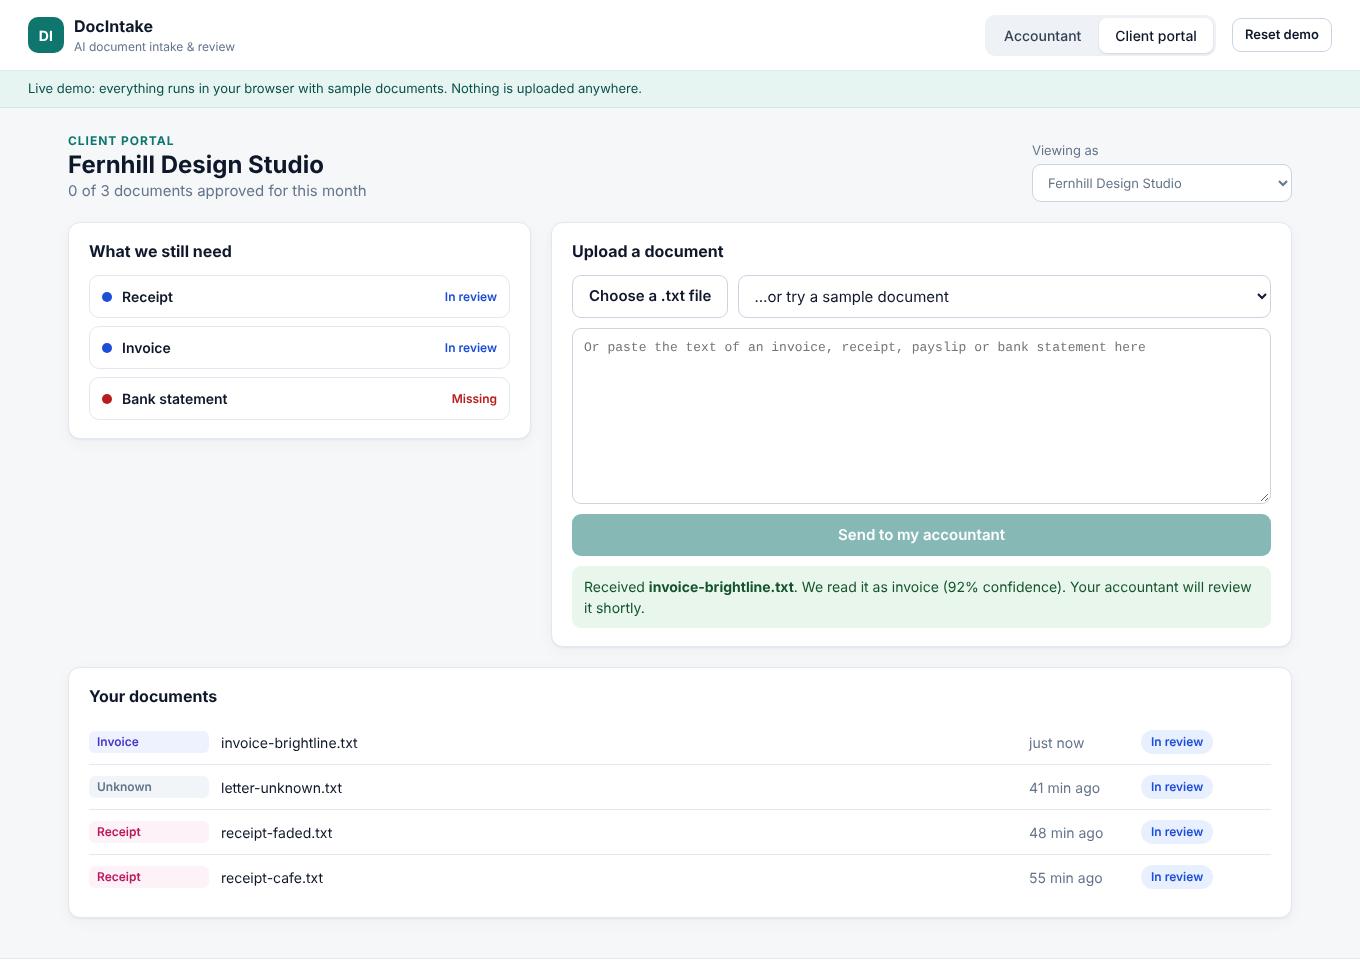 DI
DocIntake
AI document intake & review
Accountant
Client portal
Reset demo
Live demo: everything runs in your browser with sample documents. Nothing is uploaded anywhere.
CLIENT PORTAL
Fernhill Design Studio
0 of 3 documents approved for this month
Viewing as
Fernhill Design Studio
What we still need
Receipt In review
Invoice In review
Bank statement Missing
Upload a document
Choose a .txt file
...or try a sample document
Or paste the text of an invoice, receipt, payslip or bank statement here
Send to my accountant
Received invoice-brightline.txt. We read it as invoice (92% confidence). Your accountant will review
it shortly.
Your documents
Invoice invoice-brightline.txt just now In review
Unknown letter-unknown.txt 41 min ago In review
Receipt receipt-faded.txt 48 min ago In review
Receipt receipt-cafe.txt 55 min ago In review